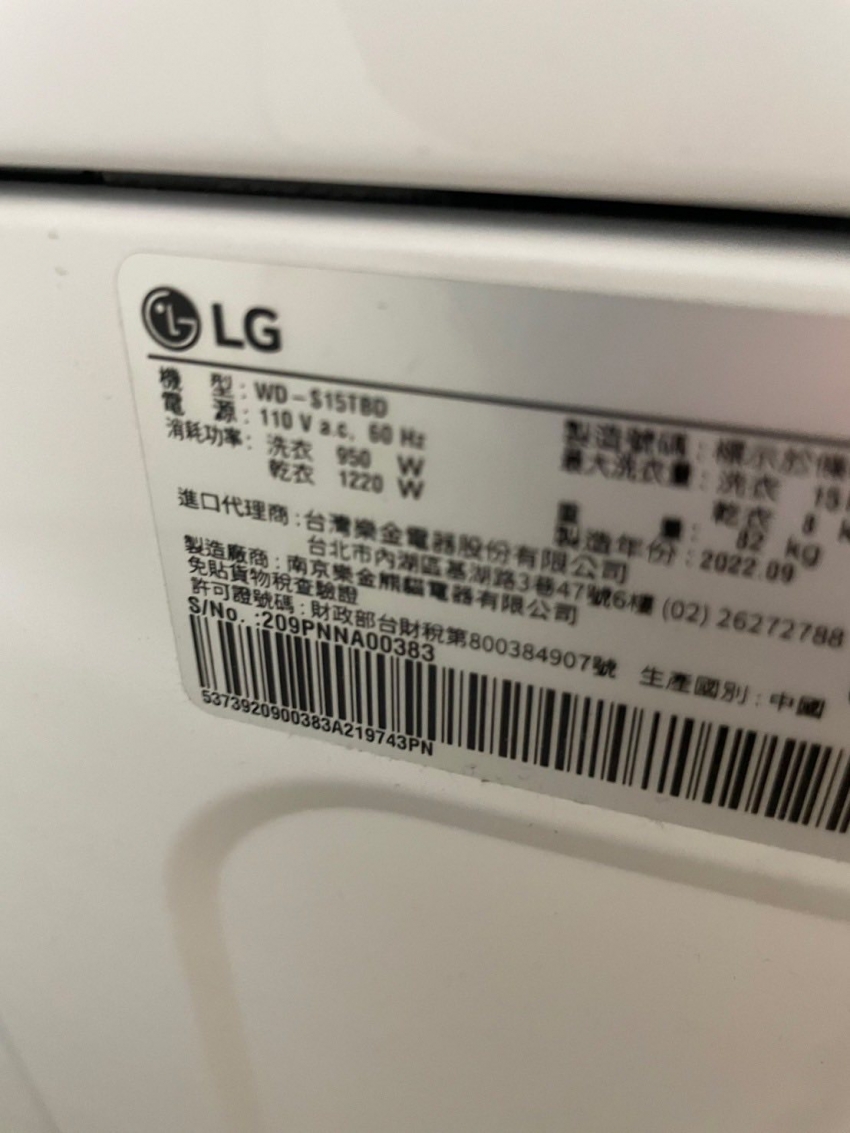 LG
機 型：WD-S15TBD
電 源：110 V a.c. 60 Hz
消耗功率：洗衣 950 W
乾衣 1220 W
製造號碼：標示於條
最大洗衣量：洗衣 15
乾衣 8 k
重 量：82 kg
製造年份：2022.09
進口代理商：台灣樂金電器股份有限公司
台北市內湖區基湖路3巷47號6樓 (02) 26272788
製造廠商：南京樂金熊貓電器有限公司
免貼貨物稅查驗證
許可證號碼：財政部台財稅第800384907號 生產國別：中國
S/No. :209PNNA00383
5373920900383A219743PN